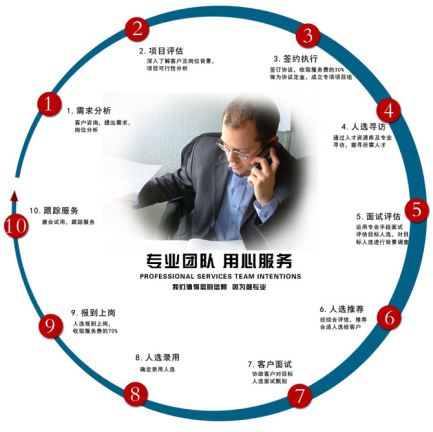 1
1. 需求分析
客户咨询，提出需求，
岗位分析
2
2. 项目评估
深入了解客户及岗位背景，
项目可行性分析
3
3. 签约执行
签订协议，收取服务费的30%
做为协议定金，成立专项项目组
4
4. 人选寻访
通过人才资源库及专业
寻访，猎寻所需人才
5
5. 面试评估
运用专业手段面试
评估目标人选，对目
标人选进行背景调查
6
6. 人选推荐
经综合评估，推荐
合适人选给客户
7
7. 客户面试
协助客户对目标
人选面试甄别
8
8. 人选录用
确定录用人选
9
9. 报到上岗
人选报到上岗，
收取服务费的70%
10
10. 跟踪服务
磨合试用，跟踪服务
专业团队 用心服务
PROFESSIONAL SERVICES TEAM INTENTIONS
我们值得您的信赖 因为够专业